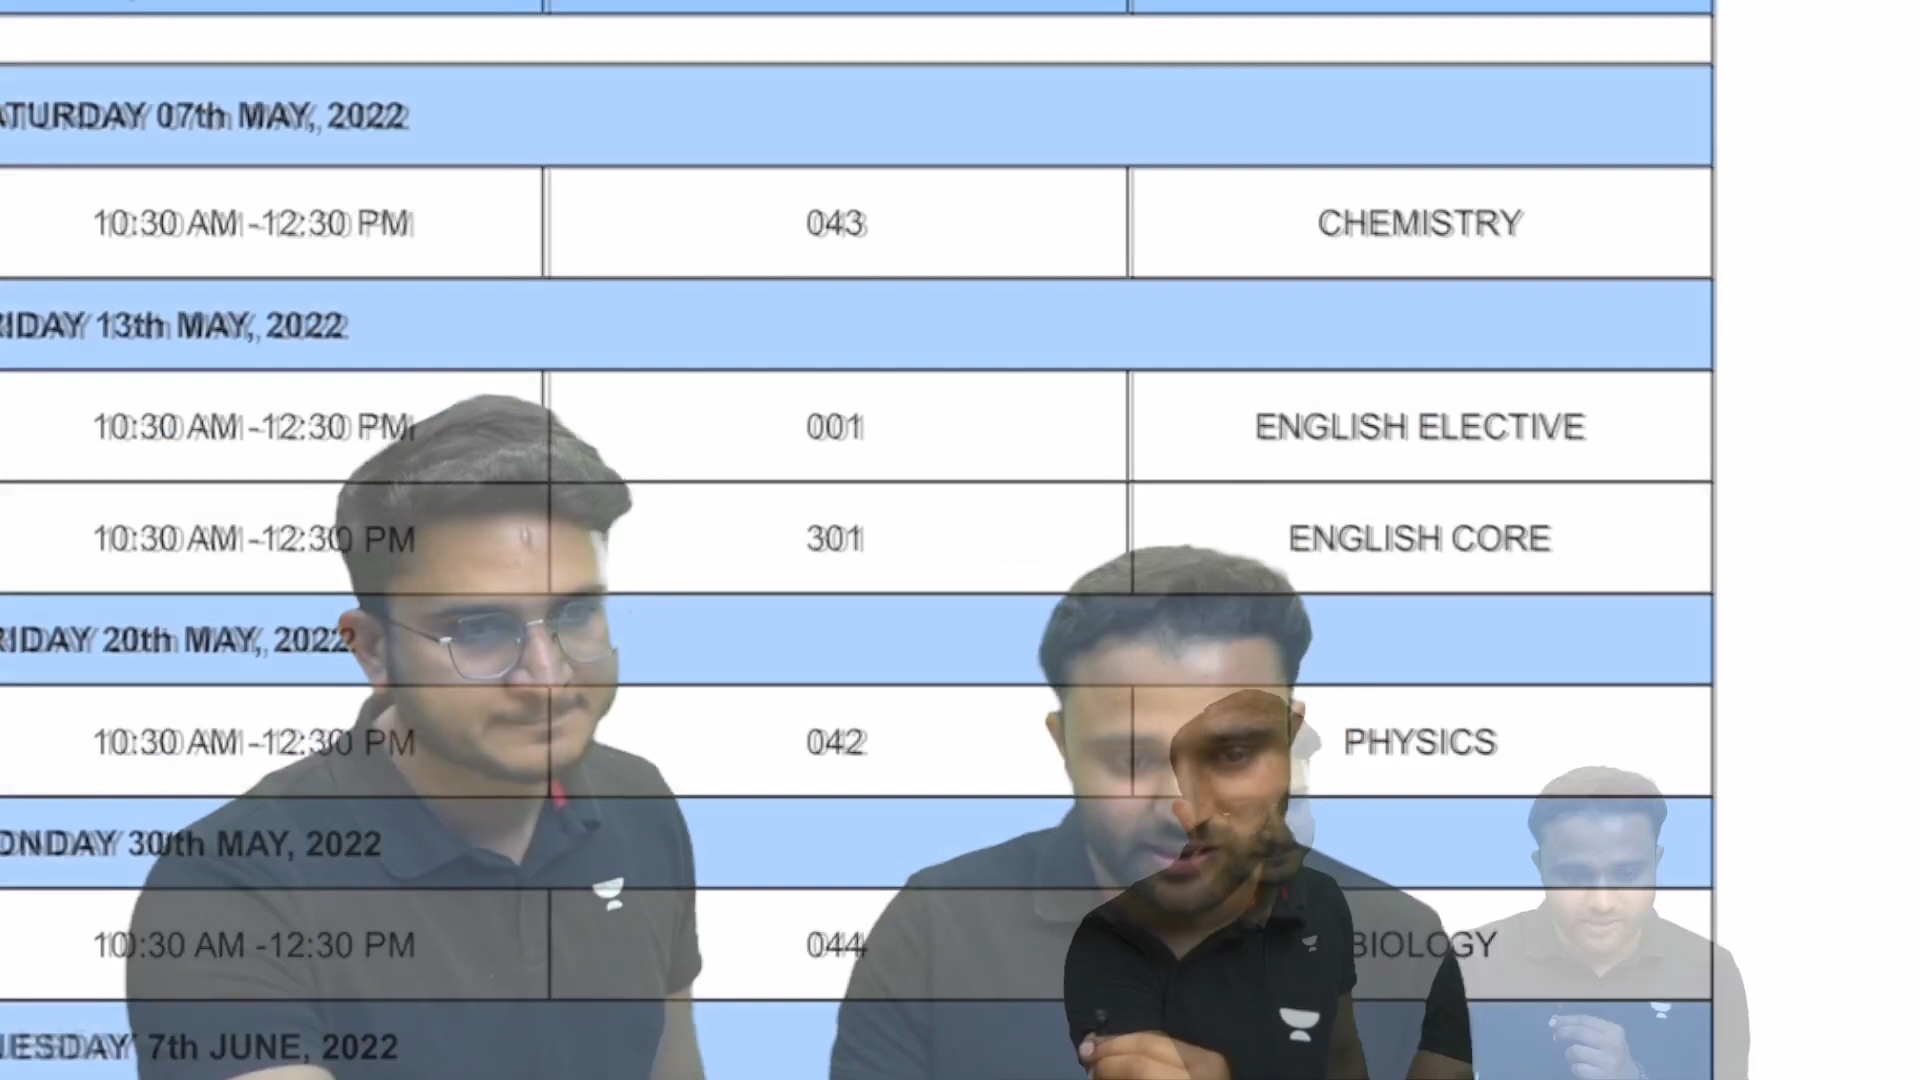 ATURDAY 07th MAY, 2022
10:30 AM -12:30 PM 043 CHEMISTRY
RIDAY 13th MAY, 2022
10:30 AM -12:30 PM 001 ENGLISH ELECTIVE
10:30 AM -12:30 PM 301 ENGLISH CORE
RIDAY 20th MAY, 2022
10:30 AM -12:30 PM 042 PHYSICS
ONDAY 30th MAY, 2022
10:30 AM -12:30 PM 044 BIOLOGY
UESDAY 7th JUNE, 2022